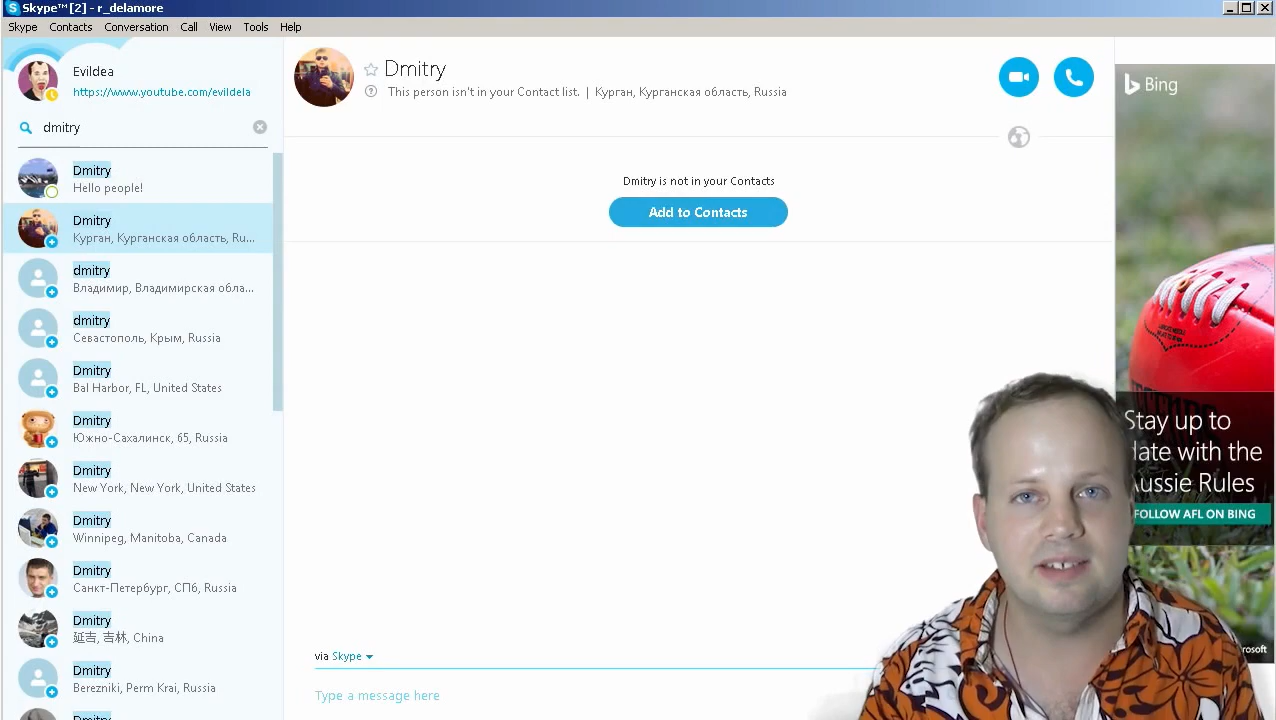 Skype™[2] - r_delamore
Skype Contacts Conversation Call View Tools Help
Evildea
https://www.youtube.com/evildela
dmitry
Dmitry
Hello people!
Dmitry
Курган, Курганская область, Ru...
dmitry
Владимир, Владимирская обла...
dmitry
Севастополь, Крым, Russia
Dmitry
Bal Harbor, FL, United States
Dmitry
Южно-Сахалинск, 65, Russia
Dmitry
New York, New York, United States
Dmitry
Winnipeg, Manitoba, Canada
Dmitry
Санкт-Петербург, СПб, Russia
Dmitry
延吉, 吉林, China
Dmitry
Berezniki, Perm Krai, Russia
Dmitry
Dmitry
This person isn't in your Contact list. | Курган, Курганская область, Russia
Dmitry is not in your Contacts
Add to Contacts
via Skype
Type a message here
Bing
Stay up to
date with the
Aussie Rules
FOLLOW AFL ON BING
rosoft